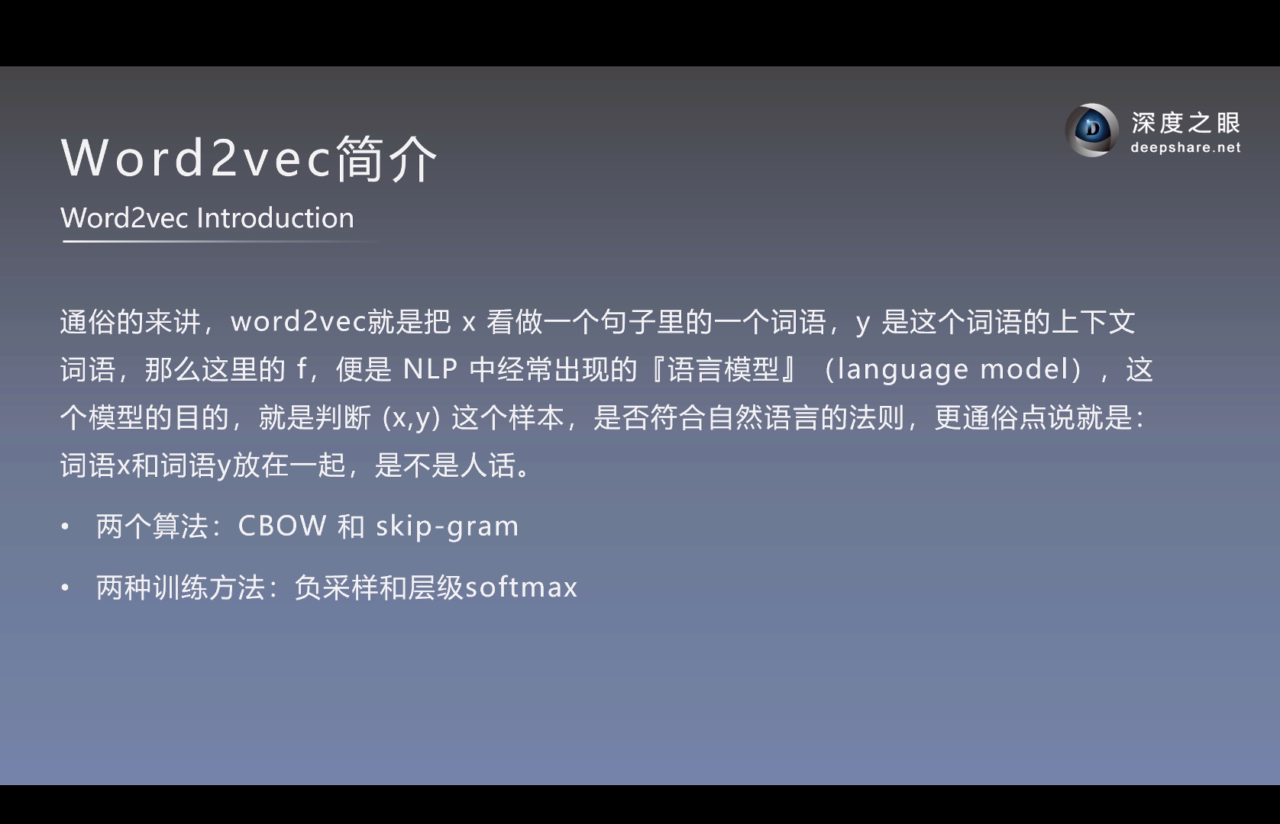 深度之眼
deepshare.net
Word2vec简介
Word2vec Introduction
通俗的来讲，word2vec就是把 x 看做一个句子里的一个词语，y 是这个词语的上下文
词语，那么这里的 f，便是 NLP 中经常出现的『语言模型』（language model）, 这
个模型的目的，就是判断 (x,y) 这个样本，是否符合自然语言的法则，更通俗点说就是：
词语x和词语y放在一起，是不是人话。
• 两个算法：CBOW 和 skip-gram
• 两种训练方法：负采样和层级softmax